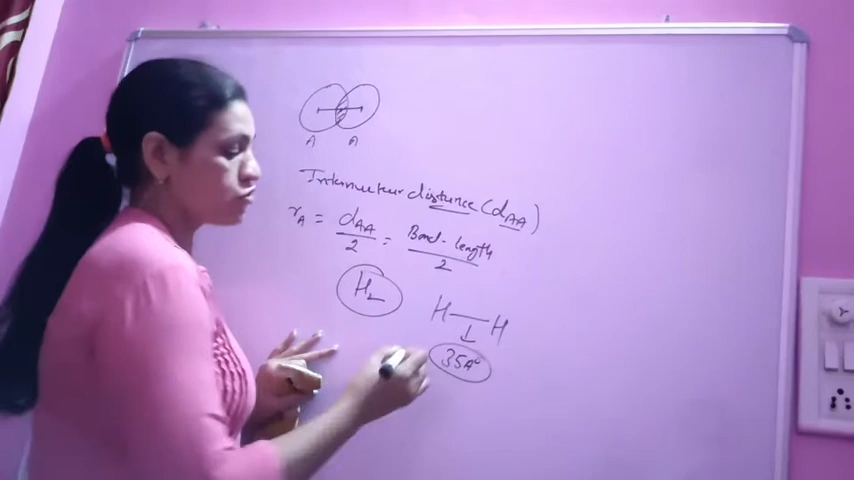 A A
Internuclear distance (dAA)
rA = dAA/2 = Bond-length/2
H2
H—H
↓
35A°